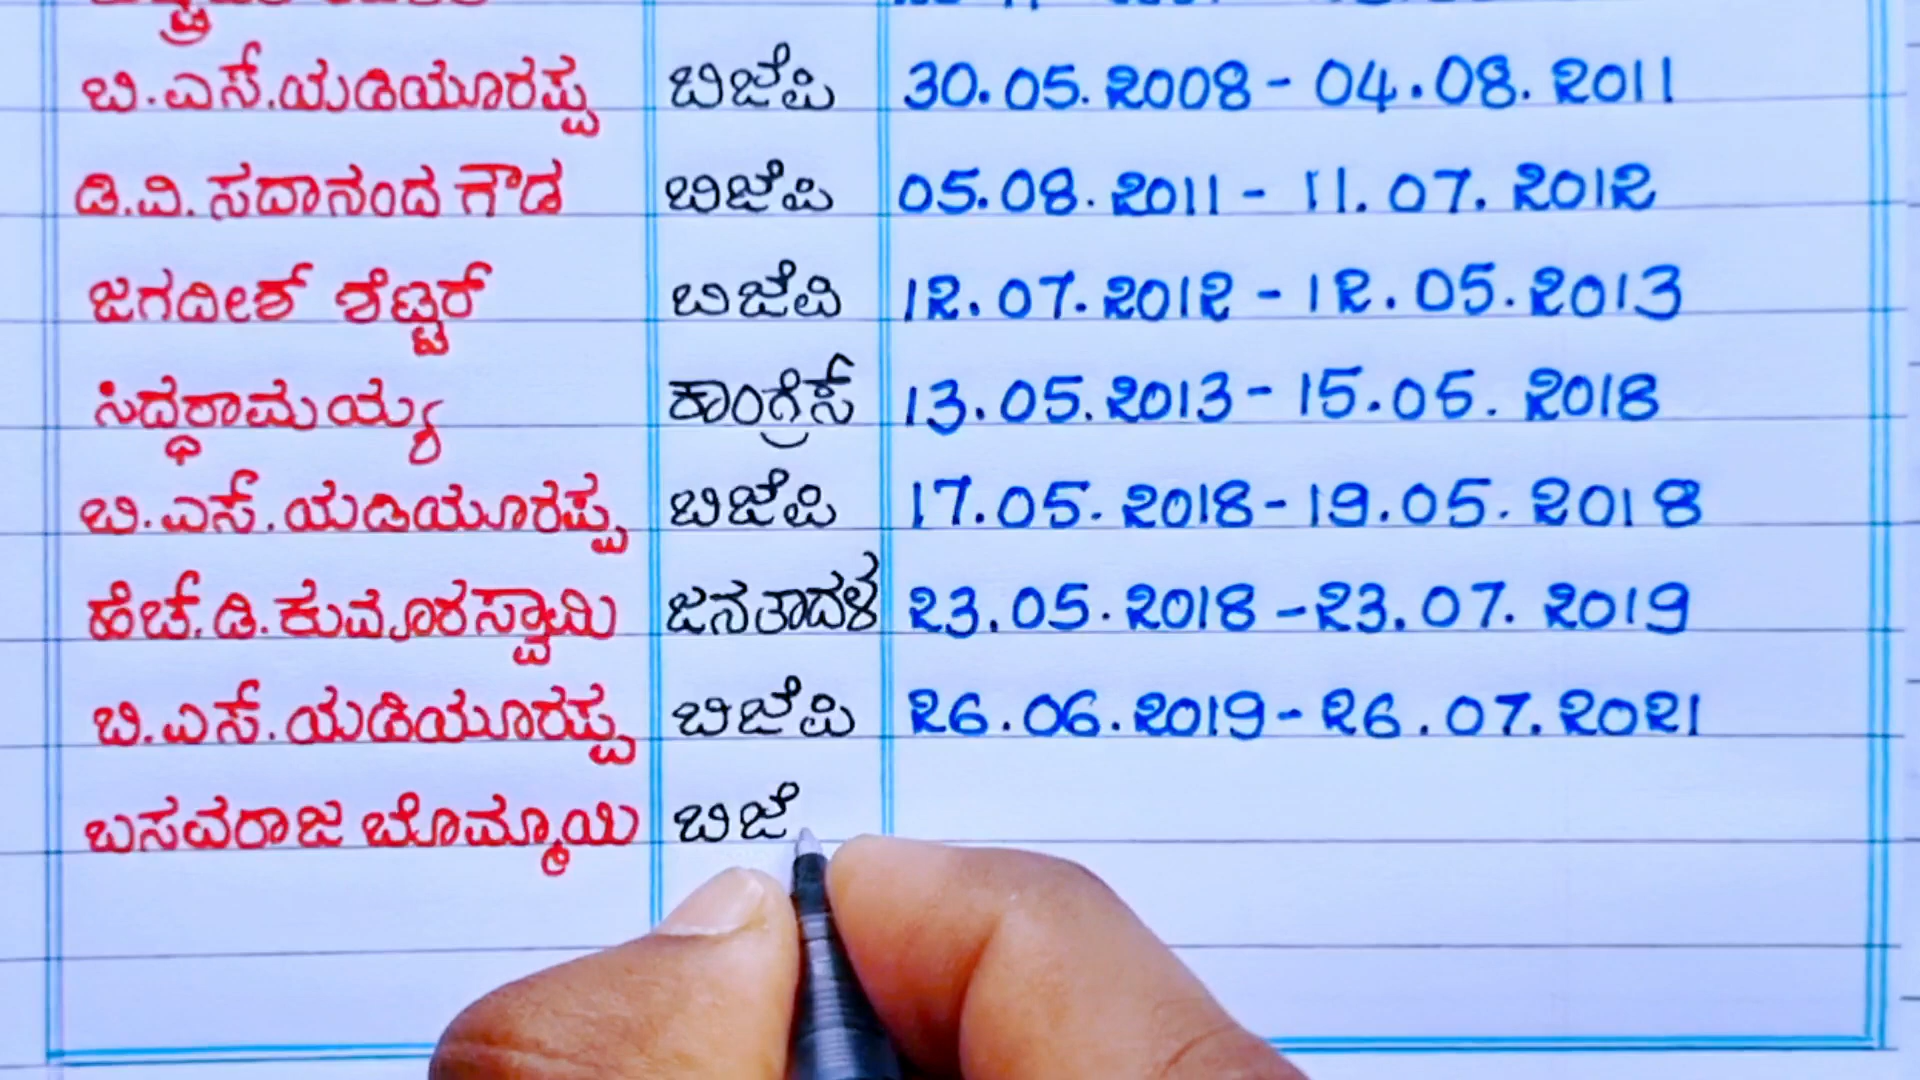 ಬಿ.ಎಸ್.ಯಡಿಯೂರಪ್ಪ ಬಿಜೆಪಿ 30.05.2008 - 04.08.2011
ಡಿ.ವಿ. ಸದಾನಂದ ಗೌಡ ಬಿಜೆಪಿ 05.08.2011 - 11.07.2012
ಜಗದೀಶ್ ಶೆಟ್ಟರ್ ಬಿಜೆಪಿ 12.07.2012 - 12.05.2013
ಸಿದ್ಧೆರಾಮಯ್ಯ ಕಾಂಗ್ರೆಸ್ 13.05.2013 - 15.05.2018
ಬಿ.ಎಸ್.ಯಡಿಯೂರಪ್ಪ ಬಿಜೆಪಿ 17.05.2018 - 19.05.2018
ಹೆಚ್.ಡಿ.ಕುಮಾರಸ್ವಾಮಿ ಜನತಾದಳ 23.05.2018 - 23.07.2019
ಬಿ.ಎಸ್.ಯಡಿಯೂರಪ್ಪ ಬಿಜೆಪಿ 26.06.2019 - 26.07.2021
ಬಸವರಾಜ ಬೊಮ್ಮಾಯಿ ಬಿಜೆ